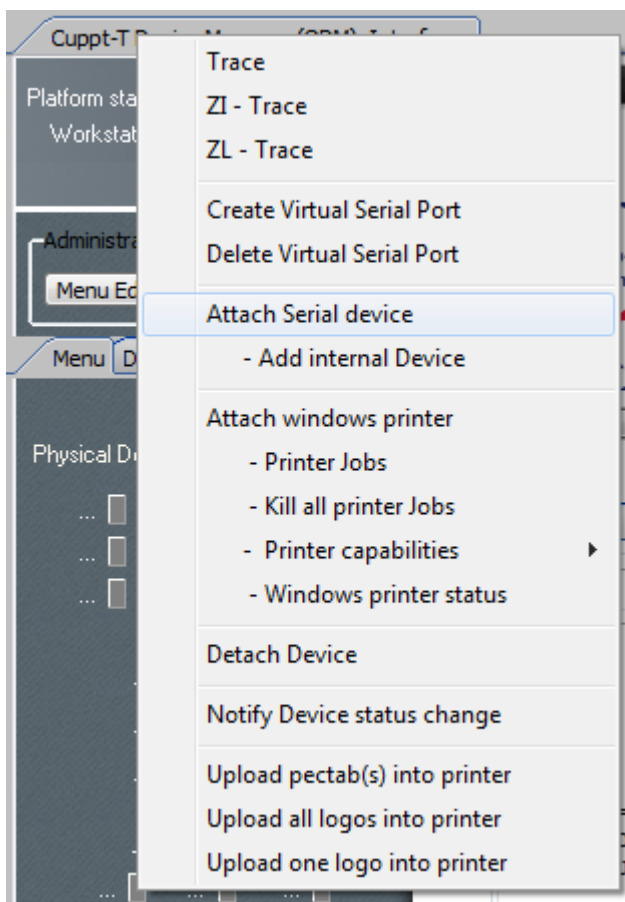 Cuppt-T
Platform
Workstat
Menu Ed
Menu
Physical
Trace
ZI - Trace
ZL - Trace
Create Virtual Serial Port
Delete Virtual Serial Port
Attach Serial device
- Add internal Device
Attach windows printer
- Printer Jobs
- Kill all printer Jobs
- Printer capabilities
- Windows printer status
Detach Device
Notify Device status change
Upload pectab(s) into printer
Upload all logos into printer
Upload one logo into printer